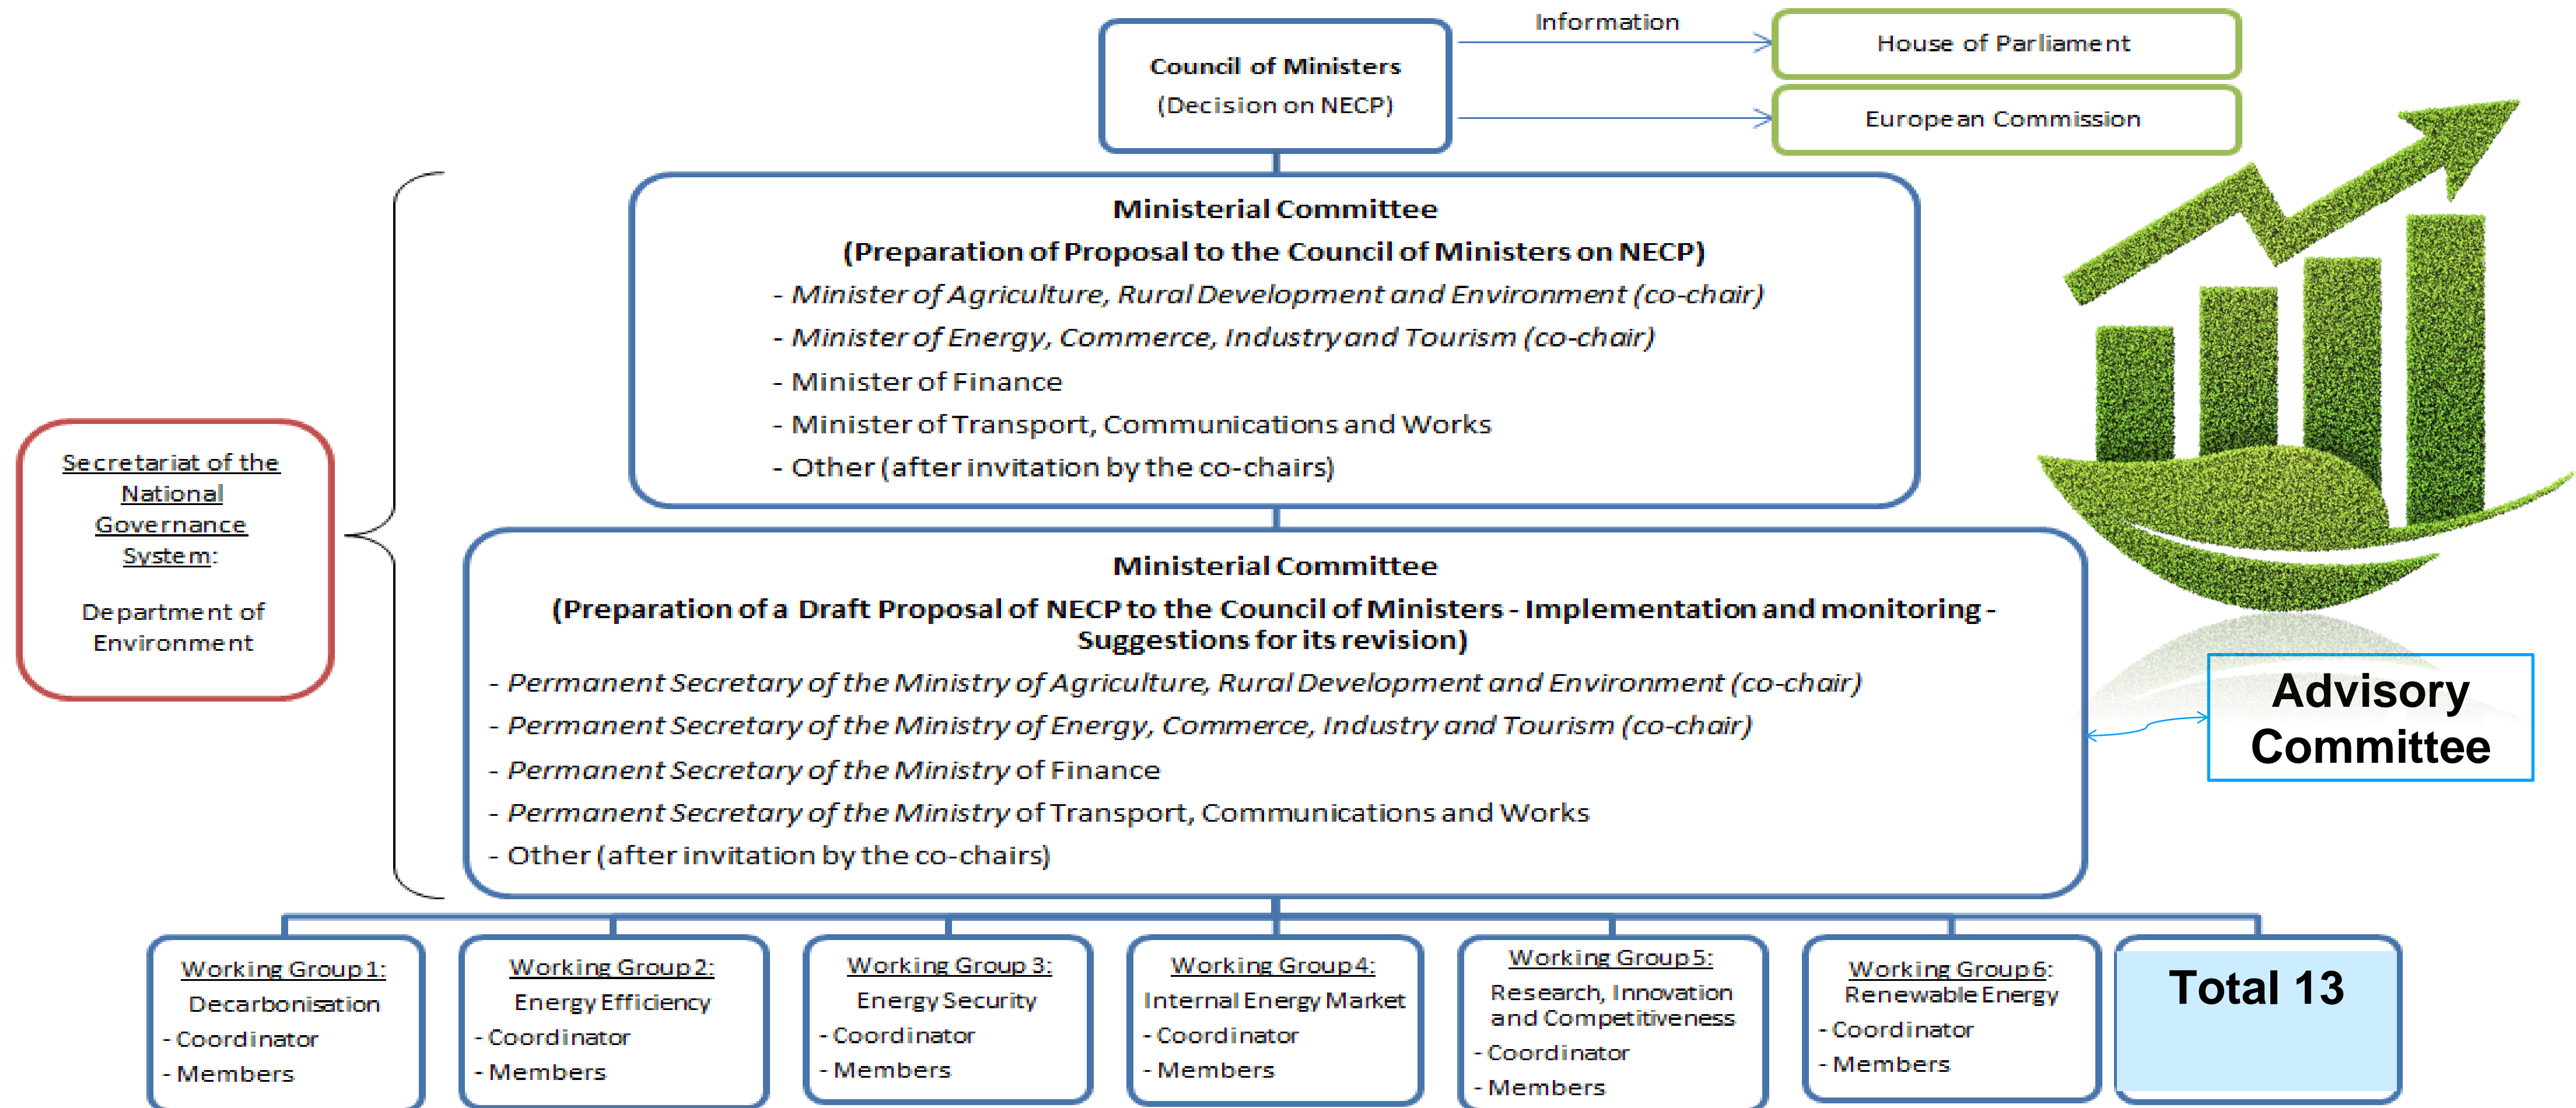 Information
Council of Ministers
(Decision on NECP)
House of Parliament
European Commission
Ministerial Committee
(Preparation of Proposal to the Council of Ministers on NECP)
- Minister of Agriculture, Rural Development and Environment (co-chair)
- Minister of Energy, Commerce, Industry and Tourism (co-chair)
- Minister of Finance
- Minister of Transport, Communications and Works
- Other (after invitation by the co-chairs)
Secretariat of the
National
Governance
System:
Department of
Environment
Ministerial Committee
(Preparation of a Draft Proposal of NECP to the Council of Ministers - Implementation and monitoring -
Suggestions for its revision)
- Permanent Secretary of the Ministry of Agriculture, Rural Development and Environment (co-chair)
- Permanent Secretary of the Ministry of Energy, Commerce, Industry and Tourism (co-chair)
- Permanent Secretary of the Ministry of Finance
- Permanent Secretary of the Ministry of Transport, Communications and Works
- Other (after invitation by the co-chairs)
Advisory
Committee
Working Group 1:
Decarbonisation
- Coordinator
- Members
Working Group 2:
Energy Efficiency
- Coordinator
- Members
Working Group 3:
Energy Security
- Coordinator
- Members
Working Group 4:
Internal Energy Market
- Coordinator
- Members
Working Group 5:
Research, Innovation
and Competitiveness
- Coordinator
- Members
Working Group 6:
Renewable Energy
- Coordinator
- Members
Total 13